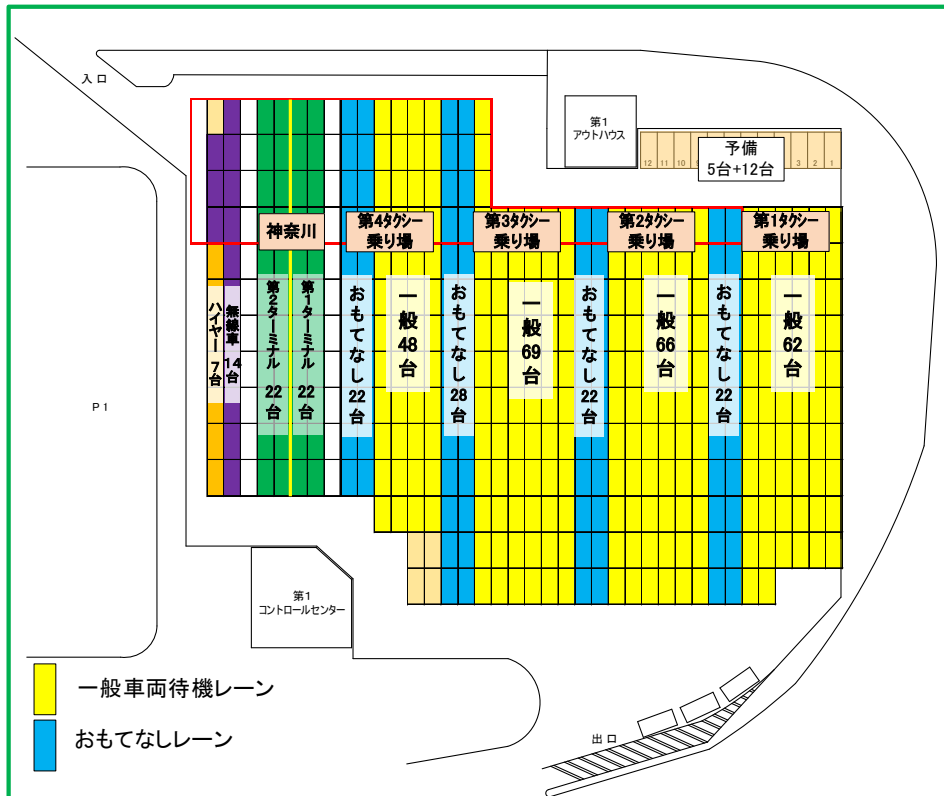 入口
第1
アウトハウス
予備
5台+12台
12 11 10
3 2 1
神奈川
第4タクシー
乗り場
第3タクシー
乗り場
第2タクシー
乗り場
第1タクシー
乗り場
ハイヤー 7台
無線車 14台
第2ターミナル 22台
第1ターミナル 22台
おもてなし22台
一般48台
おもてなし28台
一般69台
おもてなし22台
一般66台
おもてなし22台
一般62台
P1
第1
コントロールセンター
一般車両待機レーン
おもてなしレーン
出口